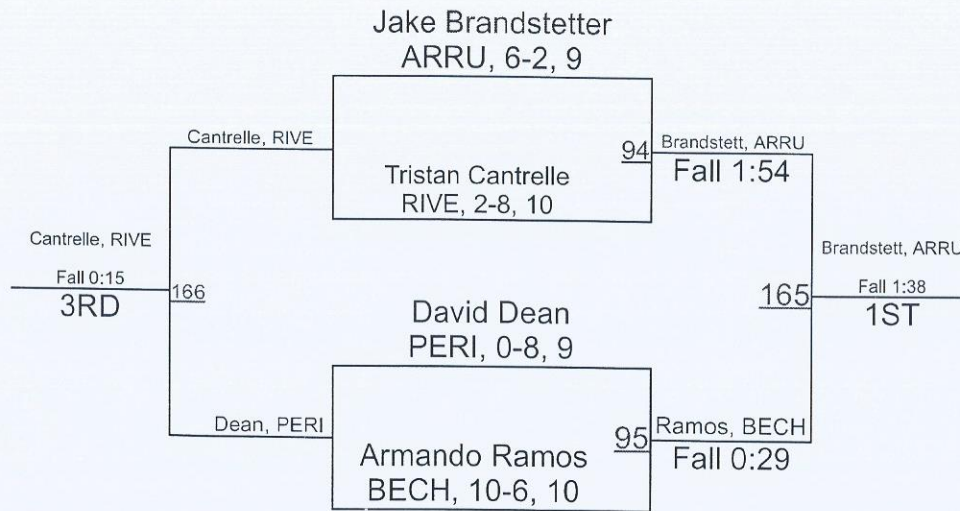 Jake Brandstetter
ARRU, 6-2, 9
Cantrelle, RIVE
94
Brandstett, ARRU
Fall 1:54
Tristan Cantrelle
RIVE, 2-8, 10
Cantrelle, RIVE
Fall 0:15
3RD
166
Brandstett, ARRU
165
Fall 1:38
1ST
David Dean
PERI, 0-8, 9
Dean, PERI
95
Ramos, BECH
Fall 0:29
Armando Ramos
BECH, 10-6, 10